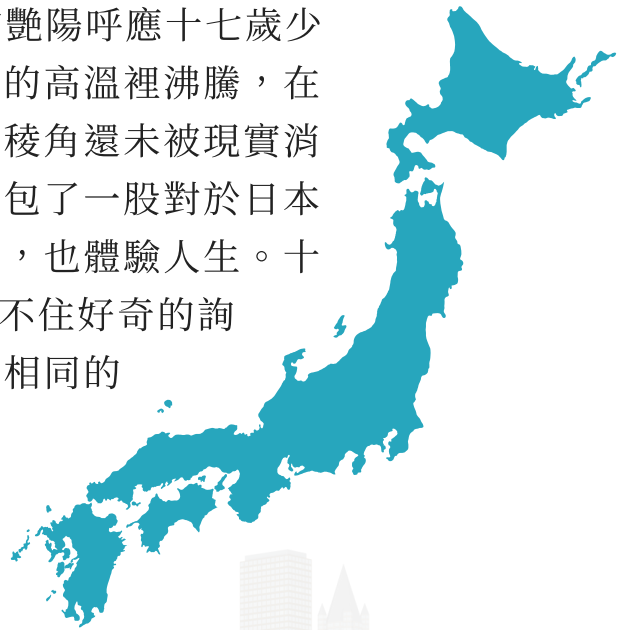 艷陽呼應十七歲少
的高溫裡沸騰，在
稜角還未被現實消
包了一股對於日本
，也體驗人生。十
不住好奇的詢
相同的